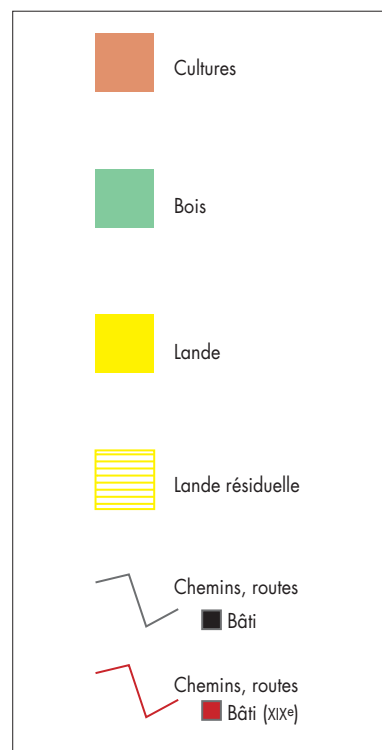 Cultures
Bois
Lande
Lande résiduelle
Chemins, routes
Bâti
Chemins, routes
Bâti (XIXe)